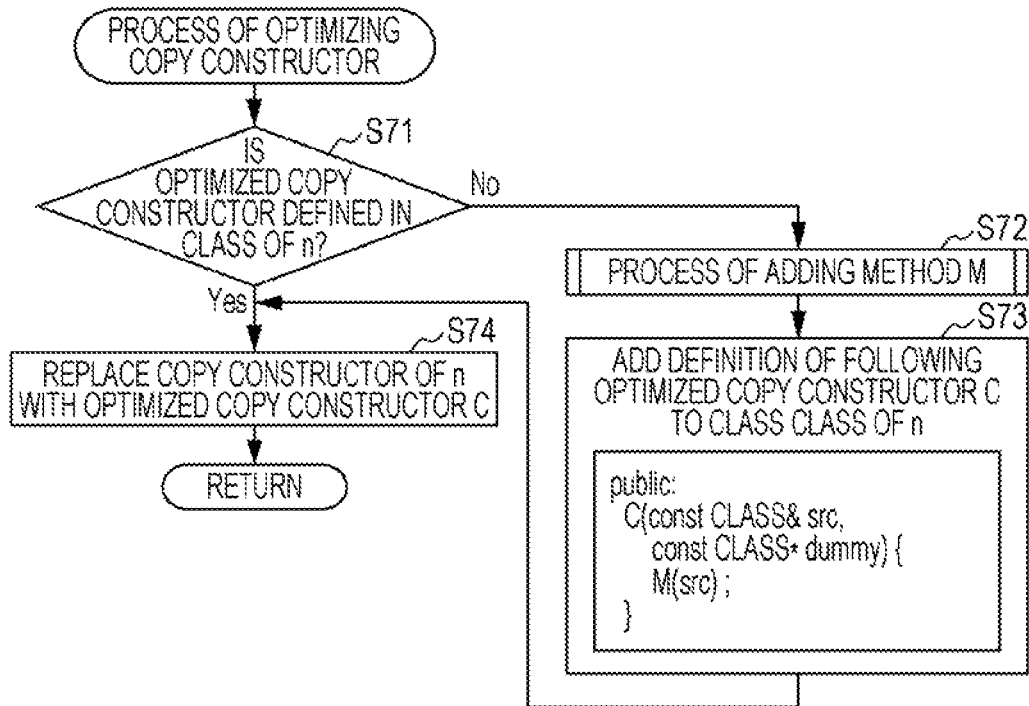 PROCESS OF OPTIMIZING
COPY CONSTRUCTOR
S71
IS
OPTIMIZED COPY
CONSTRUCTOR DEFINED IN
CLASS OF n?
No
Yes
S72
PROCESS OF ADDING METHOD M
S73
ADD DEFINITION OF FOLLOWING
OPTIMIZED COPY CONSTRUCTOR C
TO CLASS CLASS OF n
public:
C(const CLASS& src,
const CLASS* dummy) {
M(src) ;
}
S74
REPLACE COPY CONSTRUCTOR OF n
WITH OPTIMIZED COPY CONSTRUCTOR C
RETURN